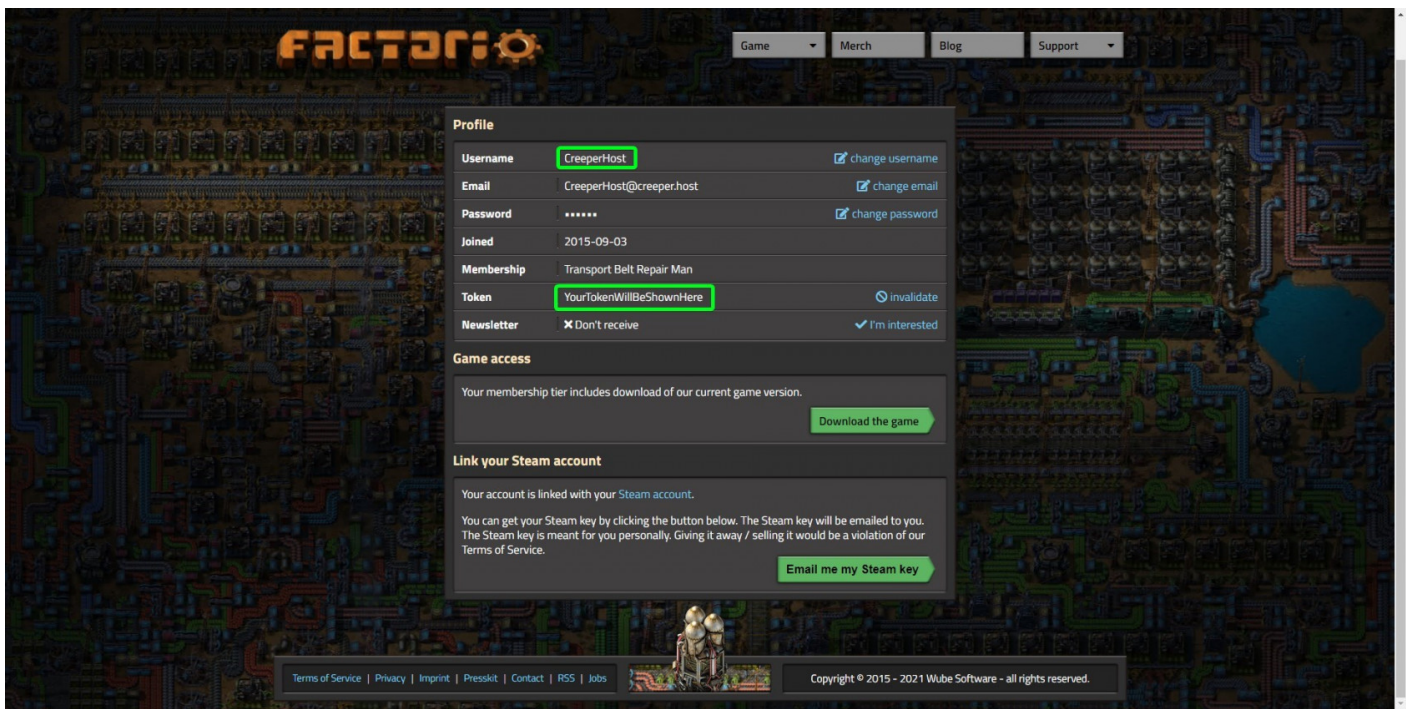 FACTORIO
Game Merch Blog Support
Profile
Username CreeperHost change username
Email CreeperHost@creeper.host change email
Password •••••• change password
Joined 2015-09-03
Membership Transport Belt Repair Man
Token YourTokenWillBeShownHere invalidate
Newsletter Don't receive I'm interested
Game access
Your membership tier includes download of our current game version.
Download the game
Link your Steam account
Your account is linked with your Steam account.
You can get your Steam key by clicking the button below. The Steam key will be emailed to you.
The Steam key is meant for you personally. Giving it away / selling it would be a violation of our
Terms of Service.
Email me my Steam key
Terms of Service | Privacy | Imprint | Presskit | Contact | RSS | Jobs
Copyright © 2015 - 2021 Wube Software - all rights reserved.